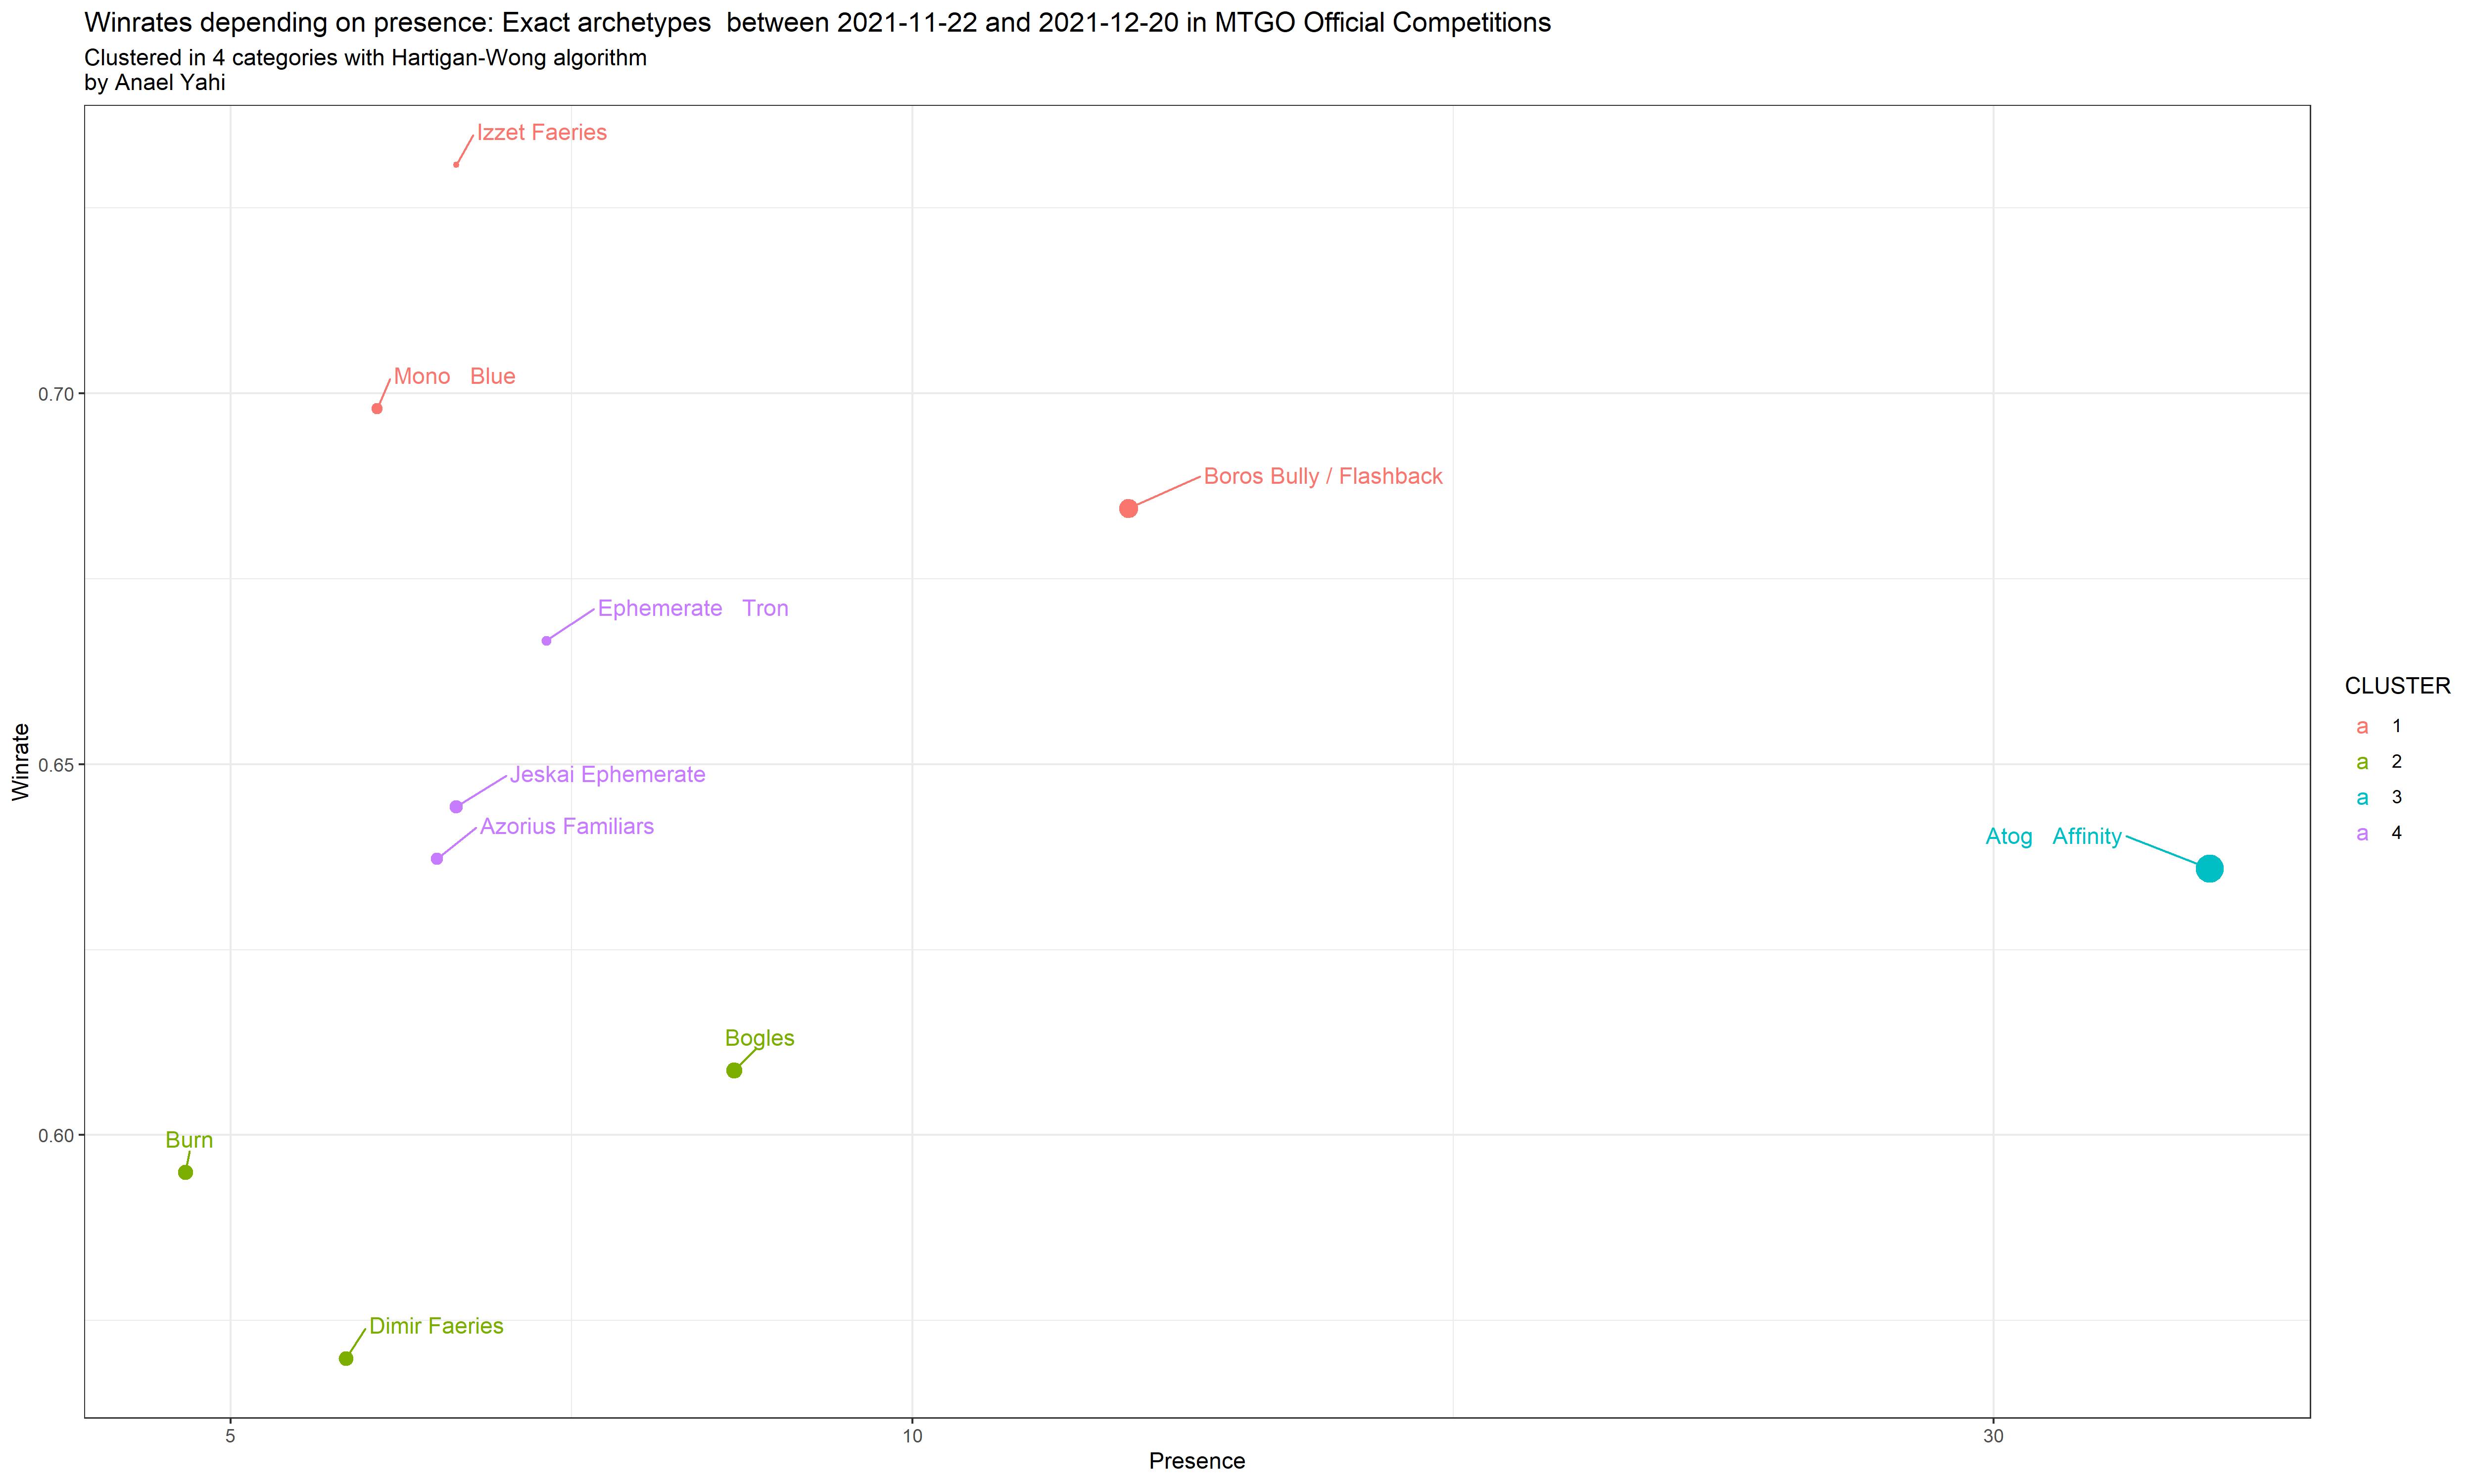 Winrates depending on presence: Exact archetypes  between 2021-11-22 and 2021-12-20 in MTGO Official Competitions
Clustered in 4 categories with Hartigan-Wong algorithm
by Anael Yahi
Izzet Faeries
Mono   Blue
0.70
Boros Bully / Flashback
Ephemerate   Tron
CLUSTER
a 1
a 2
a 3
a 4
Winrate
0.65
Jeskai Ephemerate
Azorius Familiars
Atog   Affinity
Bogles
0.60
Burn
Dimir Faeries
5 10 30
Presence